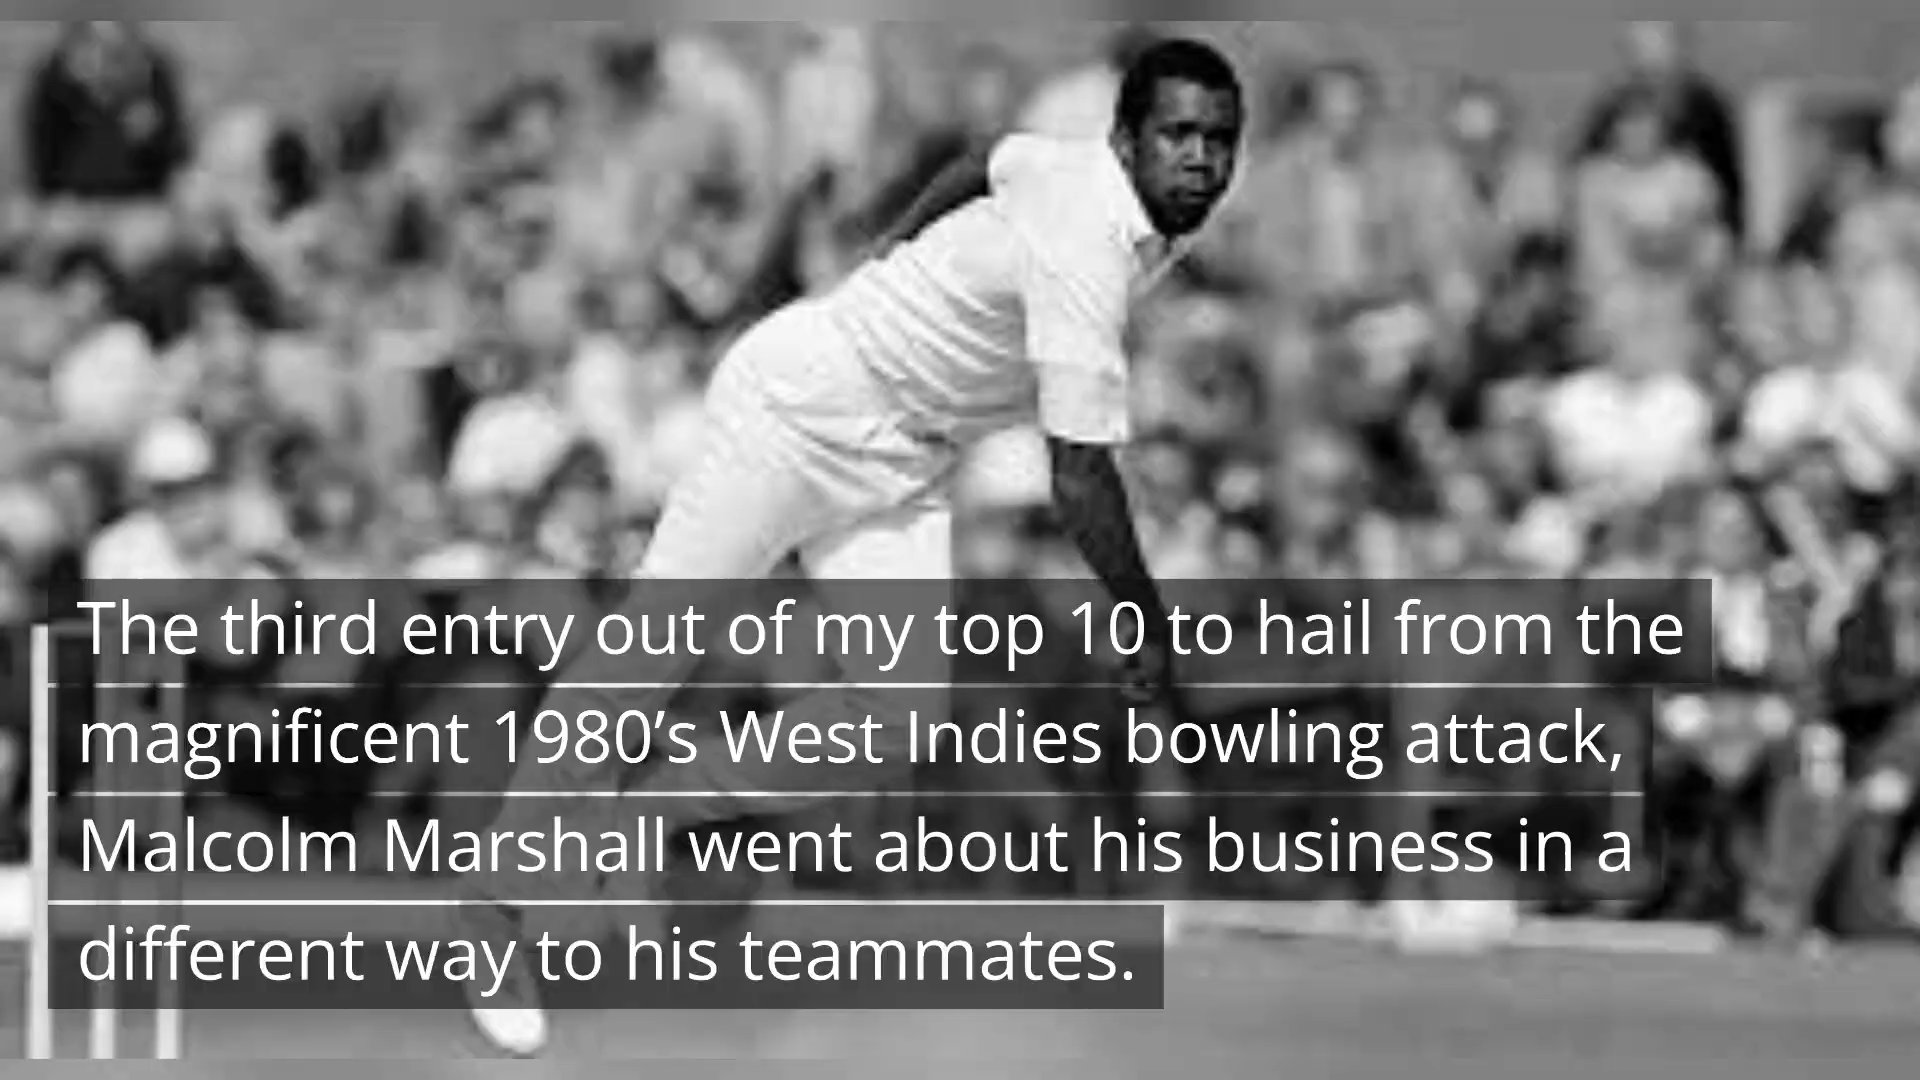 The third entry out of my top 10 to hail from the
magnificent 1980’s West Indies bowling attack,
Malcolm Marshall went about his business in a
different way to his teammates.